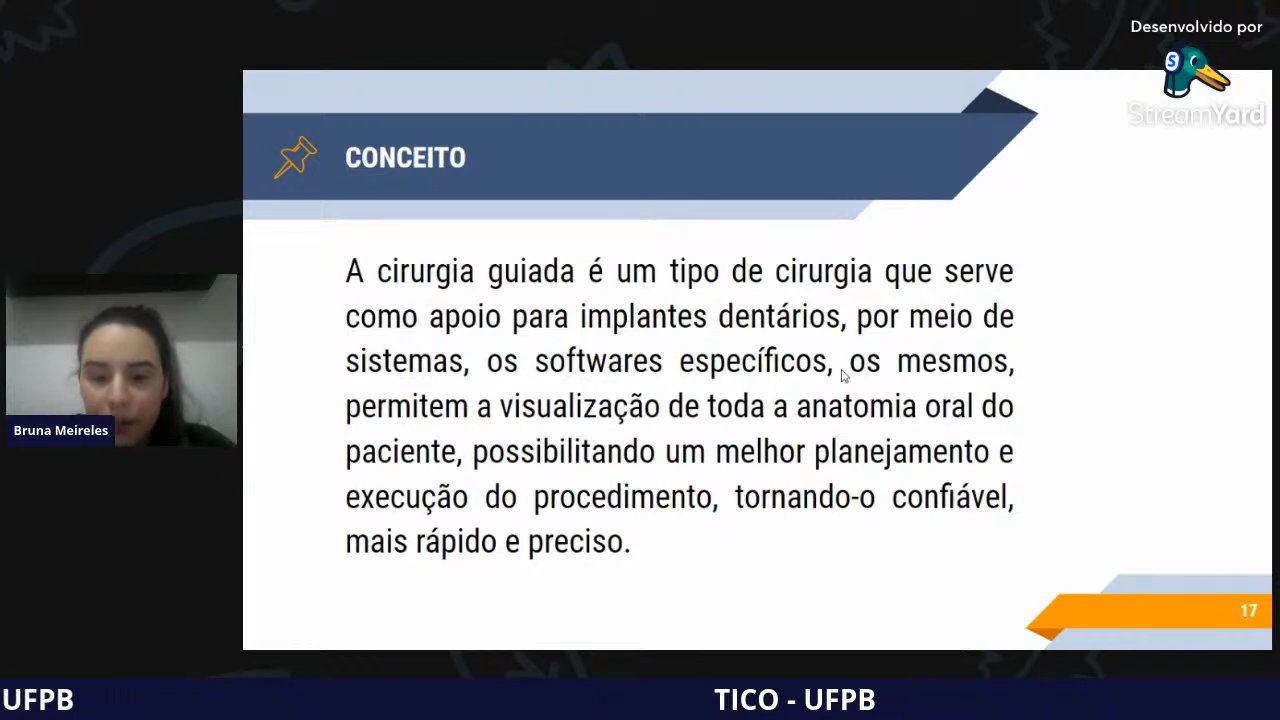 Desenvolvido por
S
StreamYard
CONCEITO
A cirurgia guiada é um tipo de cirurgia que serve
como apoio para implantes dentários, por meio de
sistemas, os softwares específicos, os mesmos,
permitem a visualização de toda a anatomia oral do
paciente, possibilitando um melhor planejamento e
execução do procedimento, tornando-o confiável,
mais rápido e preciso.
Bruna Meireles
17
UFPB
TICO - UFPB